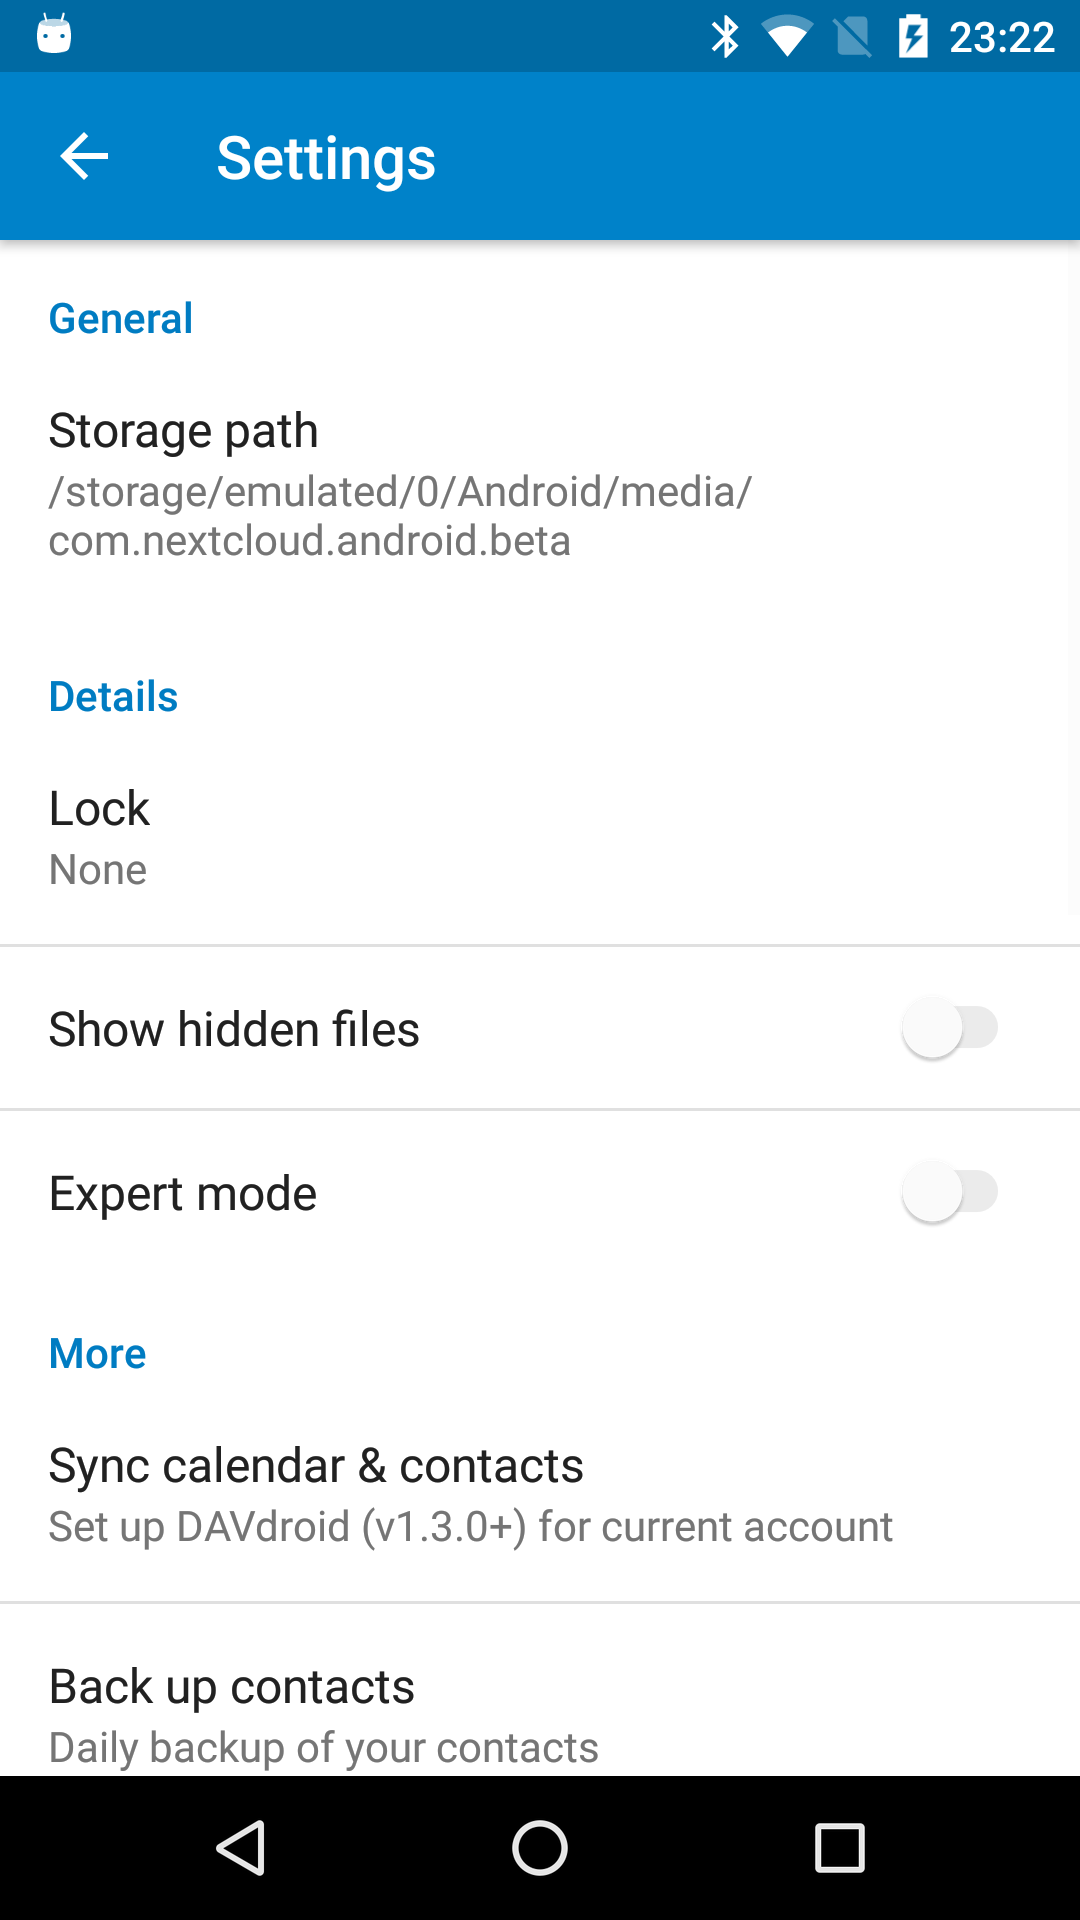 23:22
Settings
General
Storage path
/storage/emulated/0/Android/media/
com.nextcloud.android.beta
Details
Lock
None
Show hidden files
Expert mode
More
Sync calendar & contacts
Set up DAVdroid (v1.3.0+) for current account
Back up contacts
Daily backup of your contacts